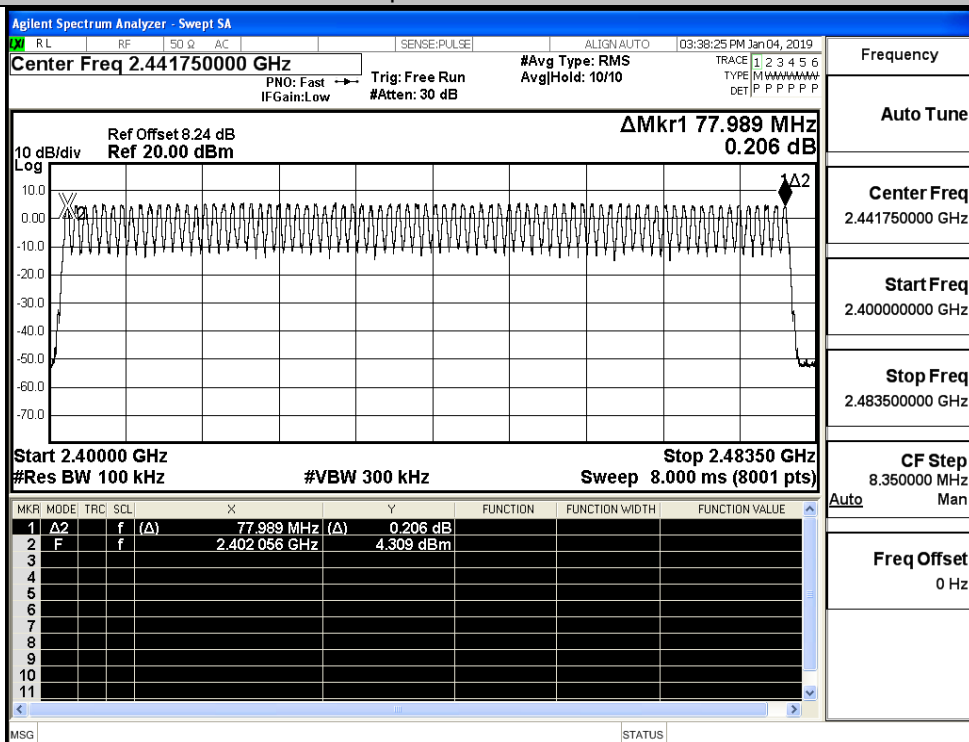 Agilent Spectrum Analyzer - Swept SA
LXI RL RF 50 Ω AC SENSE:PULSE ALIGN AUTO 03:38:25 PM Jan 04, 2019
Center Freq 2.441750000 GHz #Avg Type: RMS TRACE 1 2 3 4 5 6
PNO: Fast Trig: Free Run Avg|Hold: 10/10 TYPE M WWWWW
IFGain:Low #Atten: 30 dB DET P P P P P P
Ref Offset 8.24 dB ΔMkr1 77.989 MHz
10 dB/div Ref 20.00 dBm 0.206 dB
Log
1Δ2
10.0
2
0.00
-10.0
-20.0
-30.0
-40.0
-50.0
-60.0
-70.0
Start 2.40000 GHz Stop 2.48350 GHz
#Res BW 100 kHz #VBW 300 kHz Sweep 8.000 ms (8001 pts)
MKR MODE TRC SCL X Y FUNCTION FUNCTION WIDTH FUNCTION VALUE
1 Δ2 f (Δ) 77.989 MHz (Δ) 0.206 dB
2 F f 2.402 056 GHz 4.309 dBm
3
4
5
6
7
8
9
10
11
MSG STATUS
Frequency
Auto Tune
Center Freq
2.441750000 GHz
Start Freq
2.400000000 GHz
Stop Freq
2.483500000 GHz
CF Step
8.350000 MHz
Auto Man
Freq Offset
0 Hz